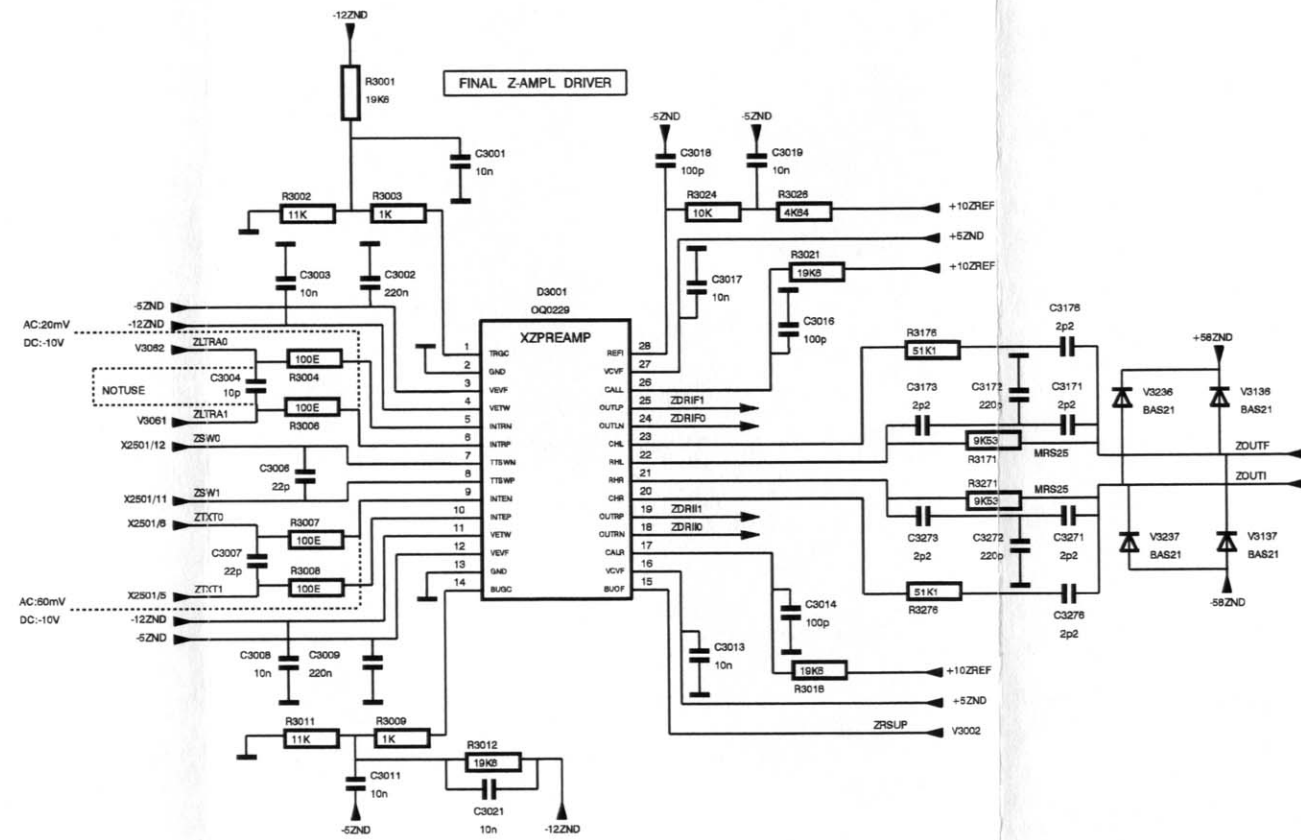 -12ZND
R3001
19K6
FINAL Z-AMPL DRIVER
C3001
10n
-5ZND
-5ZND
C3018
100p
C3019
10n
R3002
11K
R3003
1K
R3024
10K
R3026
4K64
+10ZREF
+5ZND
R3021
19K6
+10ZREF
C3003
10n
C3002
220n
C3017
10n
C3016
100p
D3001
OQ0229
XZPREAMP
-5ZND
-12ZND
AC:20mV
DC:-10V
V3062
ZLTRA0
100E
R3004
C3004
10p
NOTUSE
100E
R3006
V3061
ZLTRA1
X2501/12
ZSW0
C3006
22p
X2501/11
ZSW1
X2501/6
ZTXT0
R3007
100E
C3007
22p
R3008
100E
X2501/5
ZTXT1
AC:60mV
DC:-10V
-12ZND
-5ZND
1 TRGC REFI 28
2 GND VCVF 27
3 VEVF CALL 26
4 VETW OUTLP 25 ZDRIF1
5 INTRN OUTLN 24 ZDRIF0
6 INTRP CHL 23
7 TTSWN RHL 22
8 TTSWP RHR 21
9 INTEN CHR 20
10 INTEP OUTRP 19 ZDRII1
11 VETW OUTRN 18 ZDRII0
12 VEVF CALR 17
13 GND VCVF 16
14 BUGC BUOF 15
R3176
51K1
C3176
2p2
C3173
2p2
C3172
220p
C3171
2p2
9K53
R3171
MRS25
R3271
9K53
MRS25
C3273
2p2
C3272
220p
C3271
2p2
51K1
R3276
C3276
2p2
+58ZND
V3236
BAS21
V3136
BAS21
ZOUTF
ZOUTI
V3237
BAS21
V3137
BAS21
-58ZND
C3008
10n
C3009
220n
C3014
100p
C3013
10n
19K6
R3016
+10ZREF
+5ZND
ZRSUP
V3002
R3011
11K
R3009
1K
R3012
19K6
C3011
10n
C3021
10n
-5ZND
-12ZND